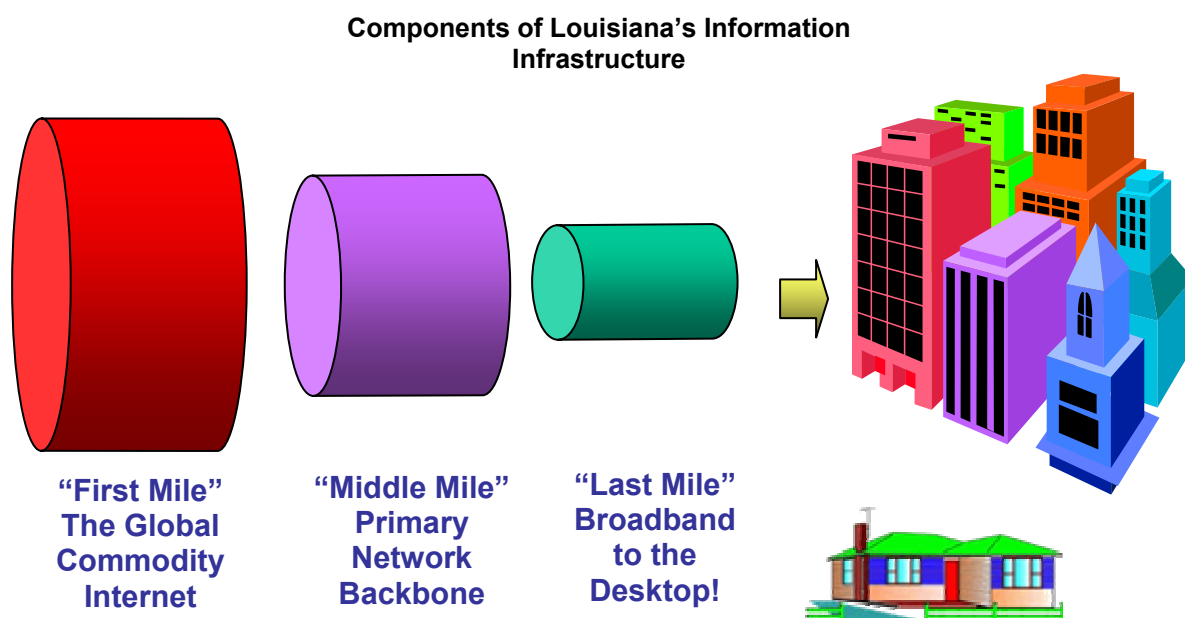 Components of Louisiana’s Information
Infrastructure
“First Mile”
The Global
Commodity
Internet
“Middle Mile”
Primary
Network
Backbone
“Last Mile”
Broadband
to the
Desktop!